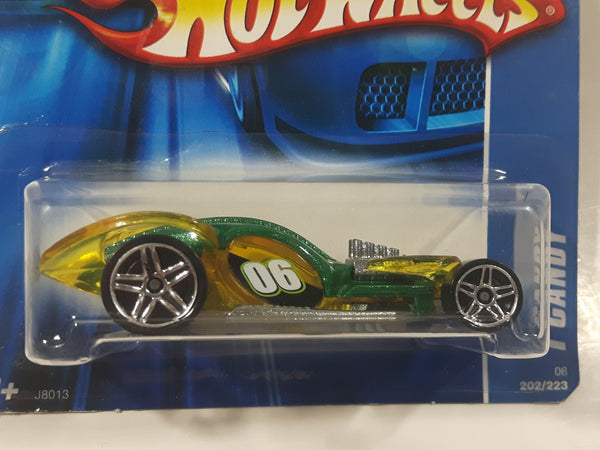 HOT WHEELS
®
06
I CANDY
+
J8013
06
202/223